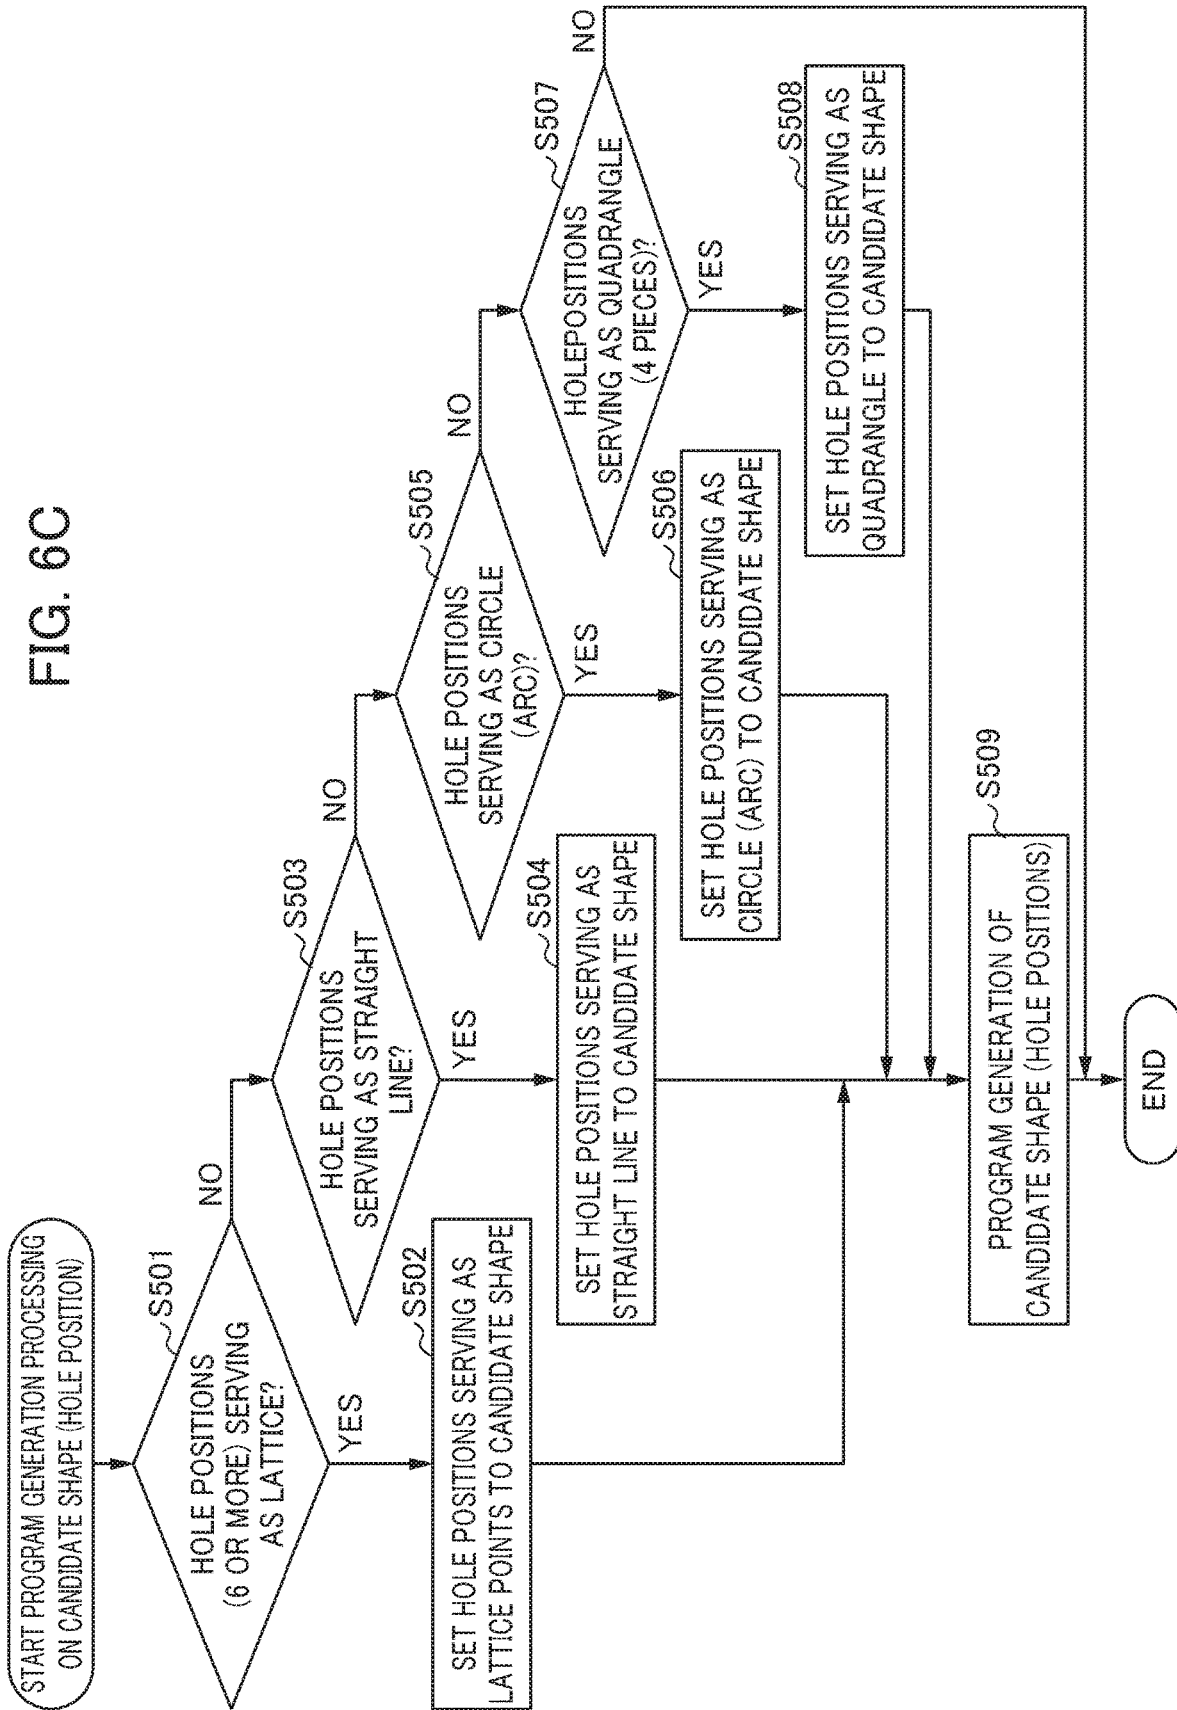 FIG. 6C
START PROGRAM GENERATION PROCESSING
ON CANDIDATE SHAPE (HOLE POSITION)
S501
HOLE POSITIONS
(6 OR MORE) SERVING
AS LATTICE?
NO
YES
S502
SET HOLE POSITIONS SERVING AS
LATTICE POINTS TO CANDIDATE SHAPE
S503
HOLE POSITIONS
SERVING AS STRAIGHT
LINE?
NO
YES
S504
SET HOLE POSITIONS SERVING AS
STRAIGHT LINE TO CANDIDATE SHAPE
S505
HOLE POSITIONS
SERVING AS CIRCLE
(ARC)?
NO
YES
S506
SET HOLE POSITIONS SERVING AS
CIRCLE (ARC) TO CANDIDATE SHAPE
S507
HOLEPOSITIONS
SERVING AS QUADRANGLE
(4 PIECES)?
NO
YES
S508
SET HOLE POSITIONS SERVING AS
QUADRANGLE TO CANDIDATE SHAPE
S509
PROGRAM GENERATION OF
CANDIDATE SHAPE (HOLE POSITIONS)
END